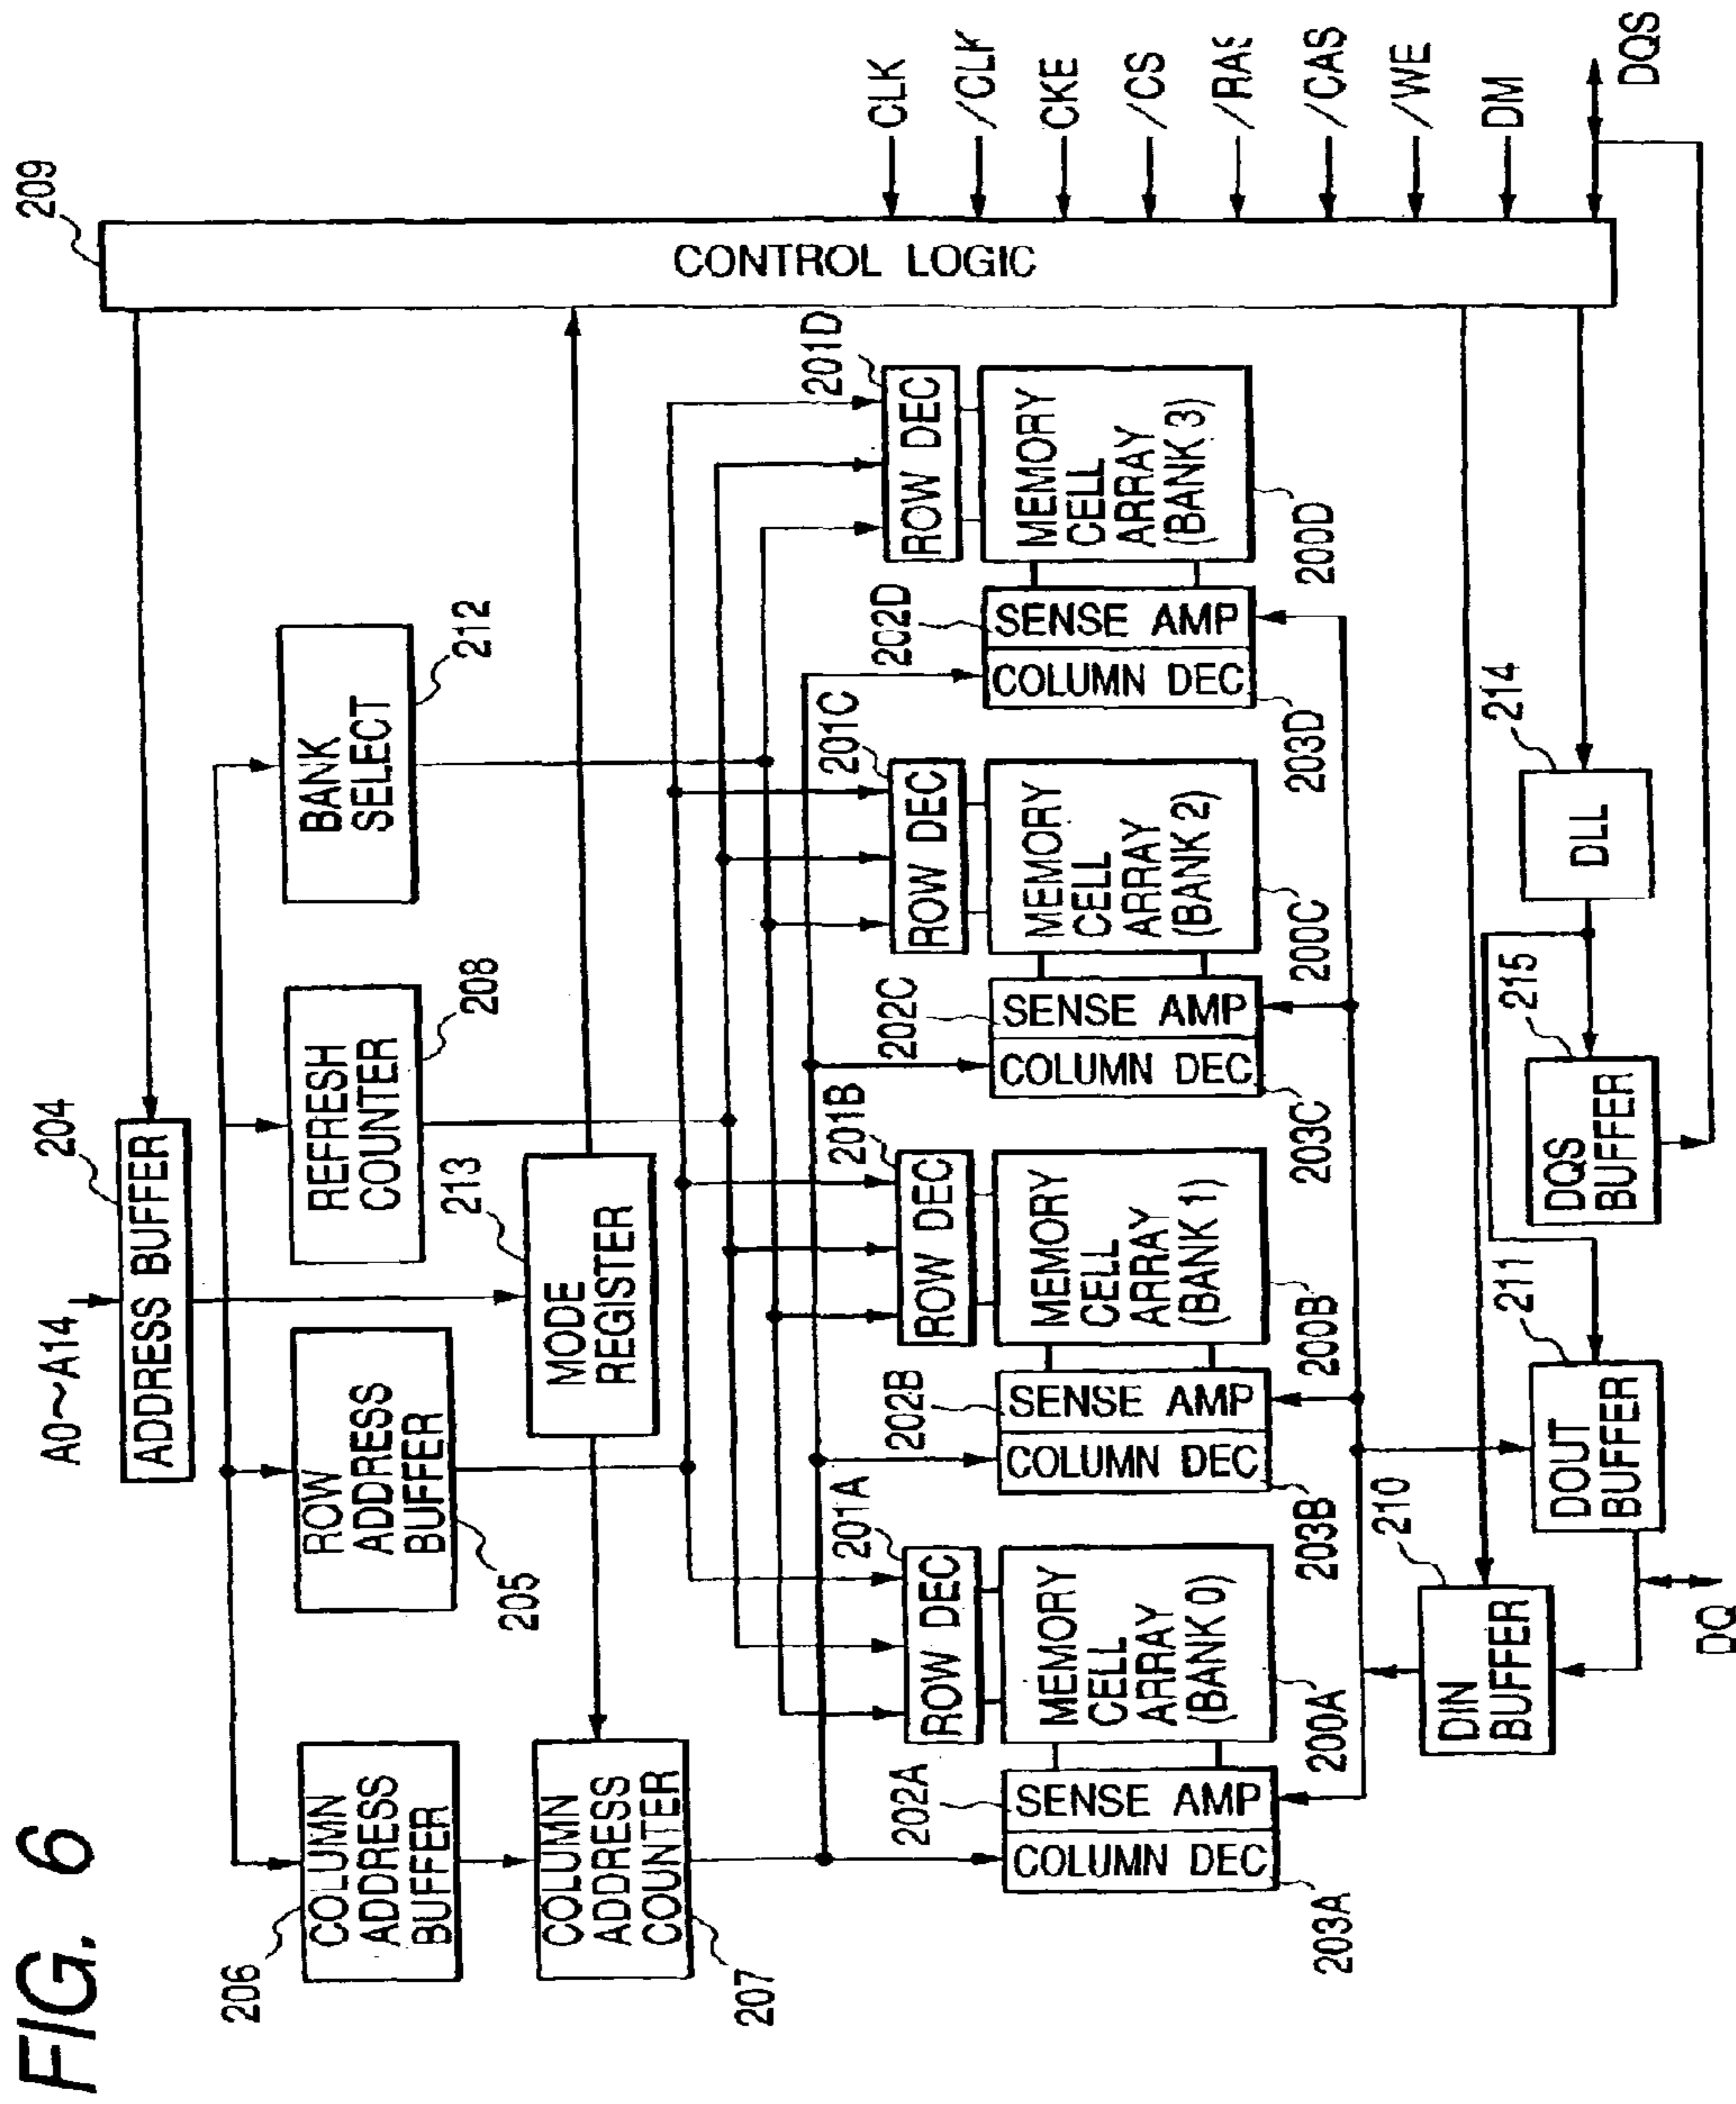 FIG. 6
A0~A14
204
ADDRESS BUFFER
209
CONTROL LOGIC
206
COLUMN
ADDRESS
BUFFER
ROW
ADDRESS
BUFFER
205
REFRESH
COUNTER
208
BANK
SELECT
212
213
MODE
REGISTER
COLUMN
ADDRESS
COUNTER
207
201A
ROW DEC
201B
ROW DEC
201C
ROW DEC
201D
ROW DEC
202A
SENSE AMP
COLUMN DEC
203A
MEMORY
CELL
ARRAY
(BANK 0)
200A
202B
SENSE AMP
COLUMN DEC
203B
MEMORY
CELL
ARRAY
(BANK 1)
200B
202C
SENSE AMP
COLUMN DEC
203C
MEMORY
CELL
ARRAY
(BANK 2)
200C
202D
SENSE AMP
COLUMN DEC
203D
MEMORY
CELL
ARRAY
(BANK 3)
200D
CLK
/CLK
CKE
/CS
/RAS
/CAS
/WE
DM
DQS
210
DIN
BUFFER
211
DOUT
BUFFER
215
DQS
BUFFER
214
DLL
DQ